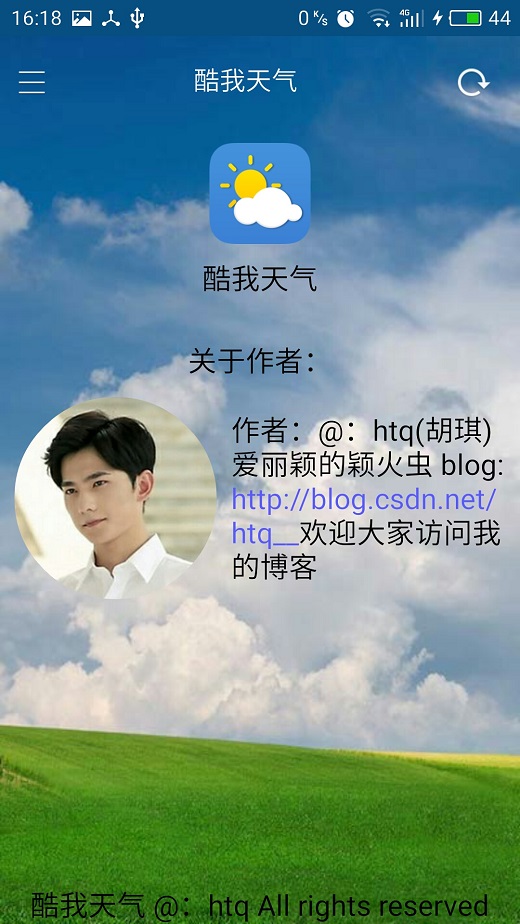 16:18 0 K/s 4G 44
酷我天气
酷我天气
关于作者：
作者：@：htq(胡琪)
爱丽颖的颖火虫 blog:
http://blog.csdn.net/
htq__欢迎大家访问我
的博客
酷我天气 @：htq All rights reserved